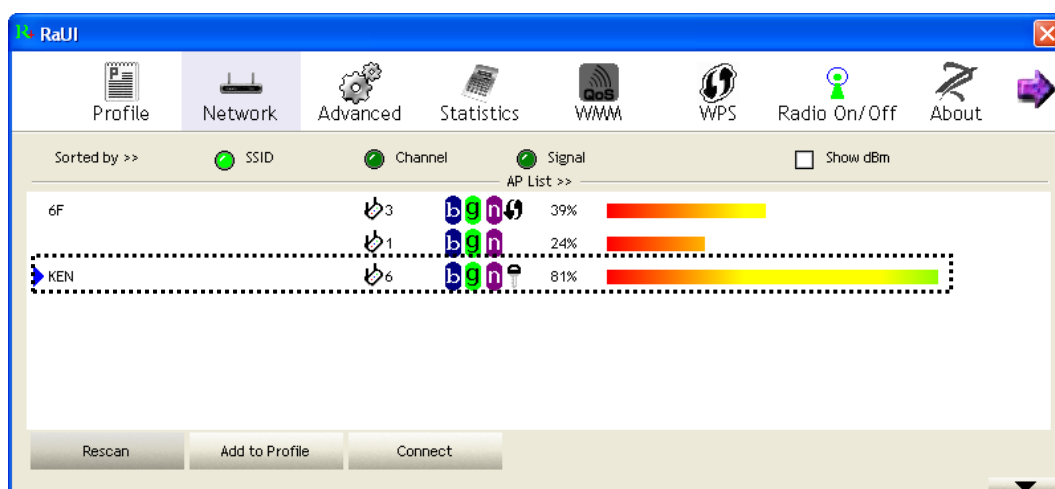 RaUI
Profile Network Advanced Statistics QoS WMM WPS Radio On/Off About
Sorted by >> SSID Channel Signal Show dBm
AP List >>
6F 3 b g n 39%
1 b g n 24%
KEN 6 b g n 81%
Rescan Add to Profile Connect